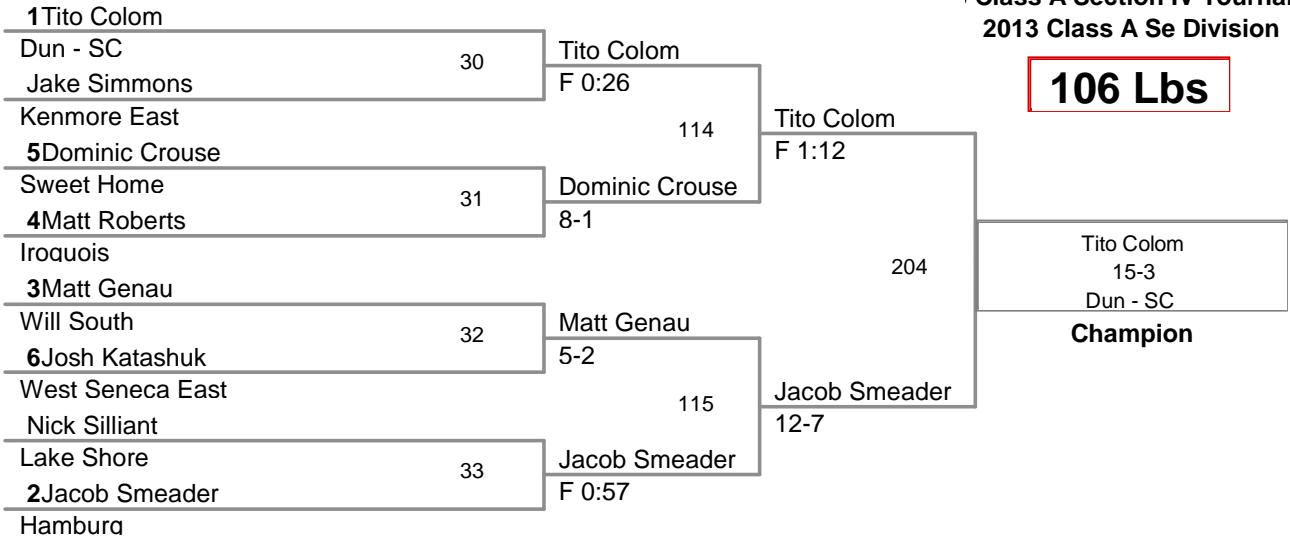 Class A Section IV
2013 Class A Se Division
106 Lbs
1Tito Colom
Dun - SC
Jake Simmons
Kenmore East
5Dominic Crouse
Sweet Home
4Matt Roberts
Iroquois
3Matt Genau
Will South
6Josh Katashuk
West Seneca East
Nick Silliant
Lake Shore
2Jacob Smeader
Hamburg
30
31
32
33
Tito Colom
F 0:26
Dominic Crouse
8-1
Matt Genau
5-2
Jacob Smeader
F 0:57
114
115
Tito Colom
F 1:12
Jacob Smeader
12-7
204
Tito Colom
15-3
Dun - SC
Champion